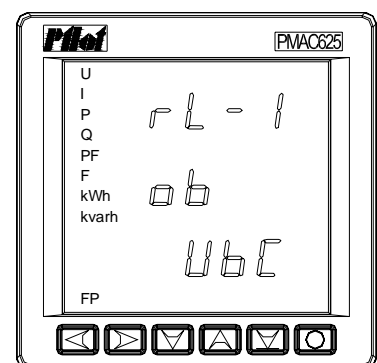 Pilot PMAC625
U
I
P
rL-1
Q
PF
F
kWh
ob
kvarh
UbC
FP